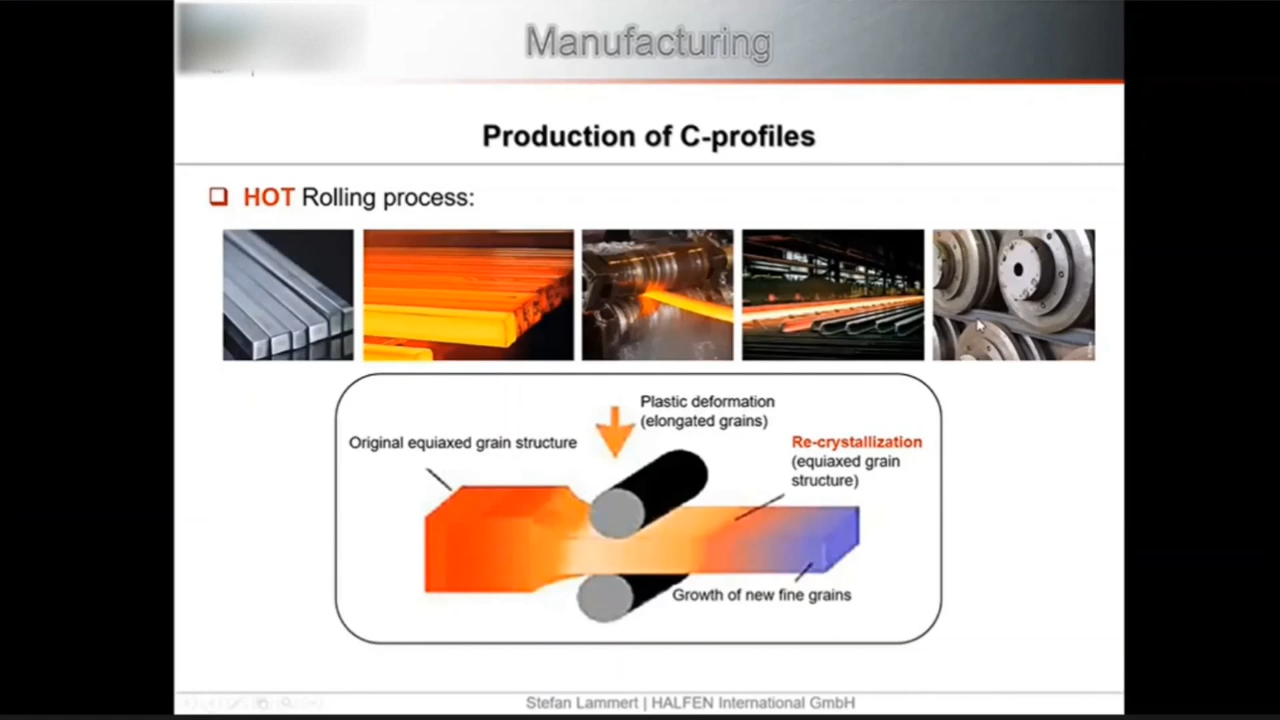 Manufacturing
Production of C-profiles
HOT Rolling process:
Plastic deformation
(elongated grains)
Original equiaxed grain structure
Re-crystallization
(equiaxed grain
structure)
Growth of new fine grains
Stefan Lammert | HALFEN International GmbH